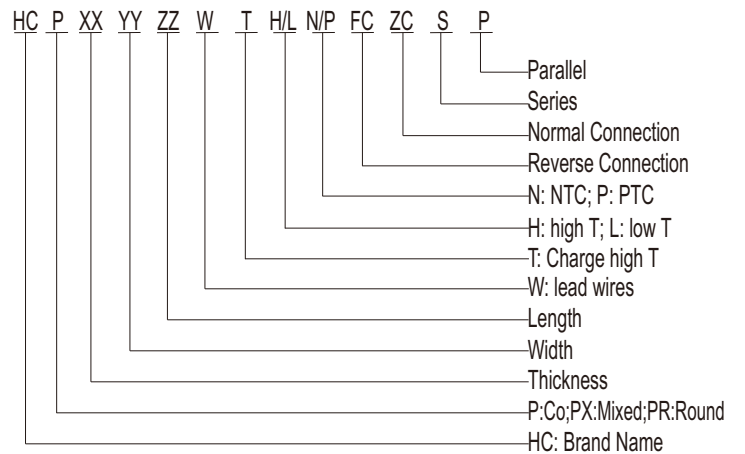 HC P XX YY ZZ W T H/L N/P FC ZC S P
Parallel
Series
Normal Connection
Reverse Connection
N: NTC; P: PTC
H: high T; L: low T
T: Charge high T
W: lead wires
Length
Width
Thickness
P:Co;PX:Mixed;PR:Round
HC: Brand Name